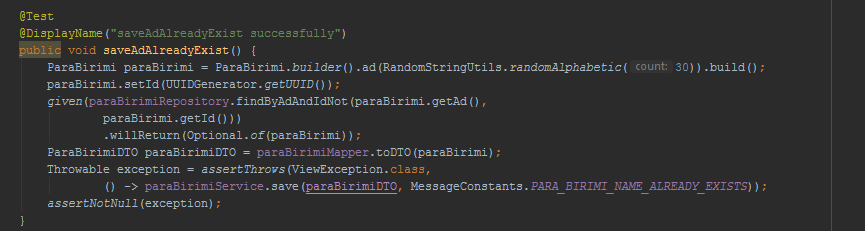 @Test
@DisplayName("saveAdAlreadyExist successfully")
public void saveAdAlreadyExist() {
ParaBirimi paraBirimi = ParaBirimi.builder().ad(RandomStringUtils.randomAlphabetic( count: 30)).build();
paraBirimi.setId(UUIDGenerator.getUUID());
given(paraBirimiRepository.findByAdAndIdNot(paraBirimi.getAd(),
paraBirimi.getId()))
.willReturn(Optional.of(paraBirimi));
ParaBirimiDTO paraBirimiDTO = paraBirimiMapper.toDTO(paraBirimi);
Throwable exception = assertThrows(ViewException.class,
() -> paraBirimiService.save(paraBirimiDTO, MessageConstants.PARA_BIRIMI_NAME_ALREADY_EXISTS));
assertNotNull(exception);
}